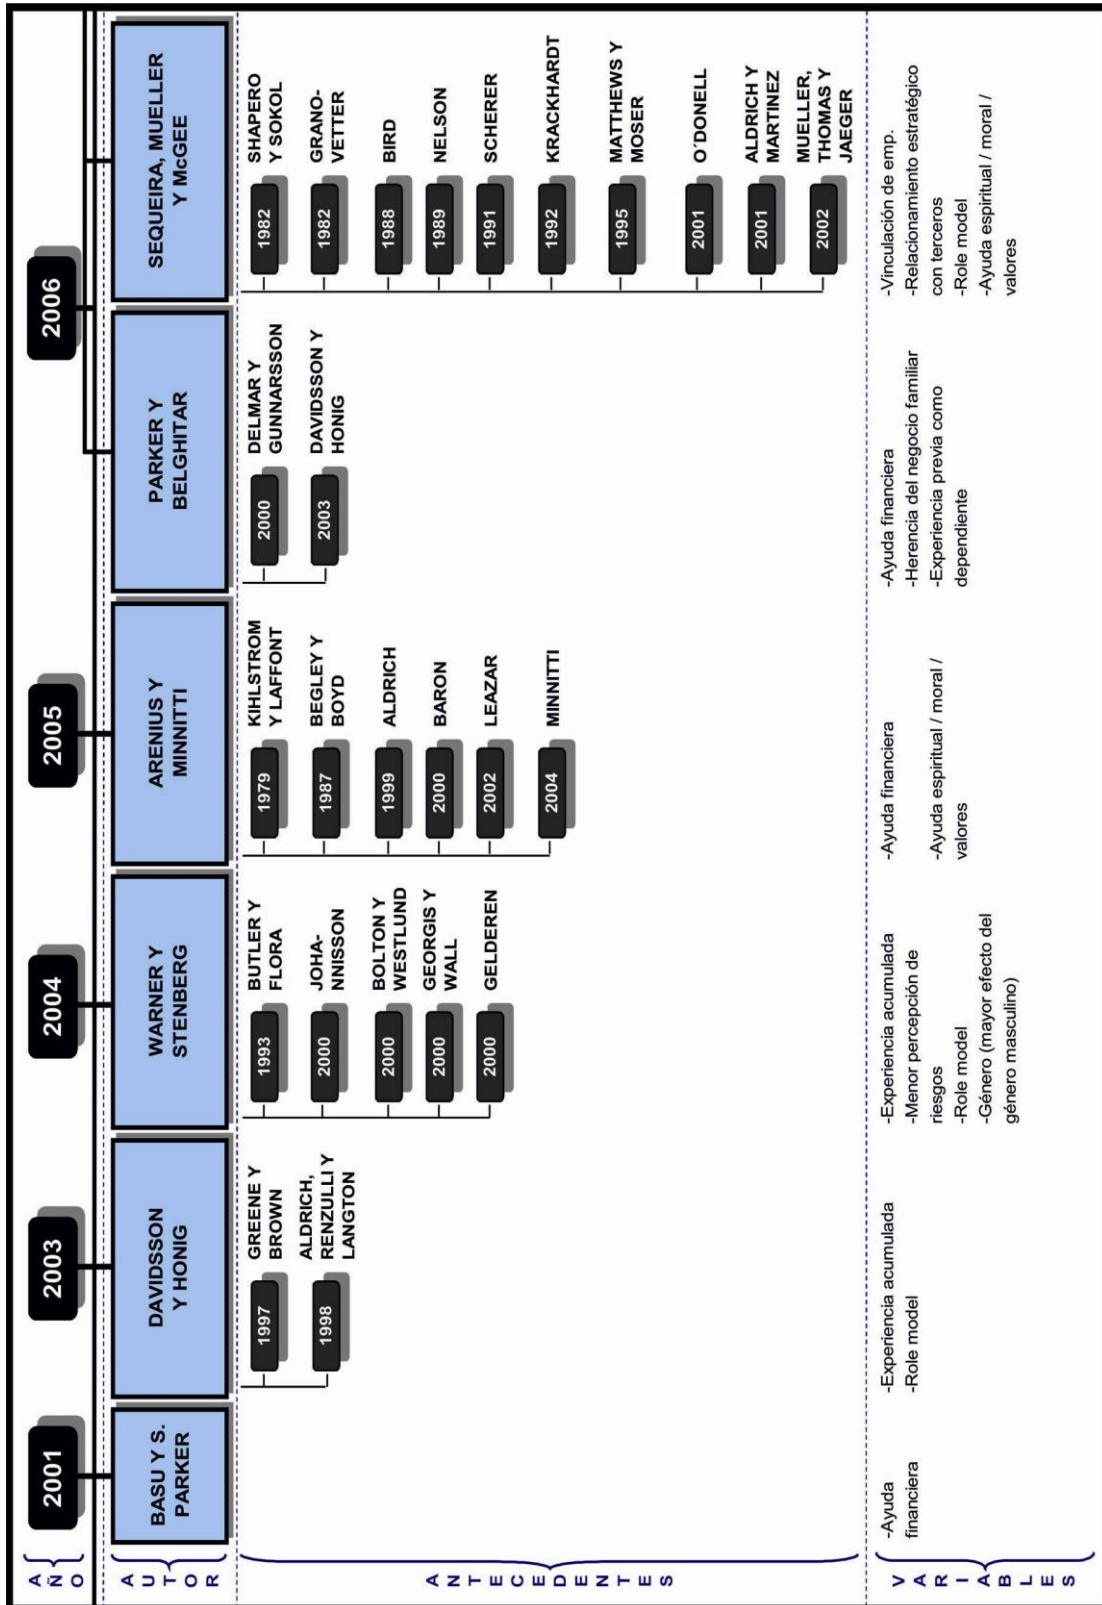 AÑO
2001
2003
2004
2005
2006
AUTOR
BASU Y S.
PARKER
DAVIDSSON
Y HONIG
WARNER Y
STENBERG
ARENIUS Y
MINNITTI
PARKER Y
BELGHITAR
SEQUEIRA, MUELLER
Y McGEE
ANTECEDENTES
1997
GREENE Y
BROWN
1998
ALDRICH,
RENZULLI Y
LANGTON
1993
BUTLER Y
FLORA
2000
JOHA-
NNISSON
2000
BOLTON Y
WESTLUND
2000
GEORGIS Y
WALL
2000
GELDEREN
1979
KIHLSTROM
Y LAFFONT
1987
BEGLEY Y
BOYD
1999
ALDRICH
2000
BARON
2002
LEAZAR
2004
MINNITTI
2000
DELMAR Y
GUNNARSSON
2003
DAVIDSSON Y
HONIG
1982
SHAPERO
Y SOKOL
1982
GRANO-
VETTER
1988
BIRD
1989
NELSON
1991
SCHERER
1992
KRACKHARDT
1995
MATTHEWS Y
MOSER
2001
O´DONELL
2001
ALDRICH Y
MARTINEZ
2002
MUELLER,
THOMAS Y
JAEGER
VARIABLES
-Ayuda
financiera
-Experiencia acumulada
-Role model
-Experiencia acumulada
-Menor percepción de
riesgos
-Role model
-Género (mayor efecto del
género masculino)
-Ayuda financiera
-Ayuda espiritual / moral /
valores
-Ayuda financiera
-Herencia del negocio familiar
-Experiencia previa como
dependiente
-Vinculación de emp.
-Relacionamiento estratégico
con terceros
-Role model
-Ayuda espiritual / moral /
valores